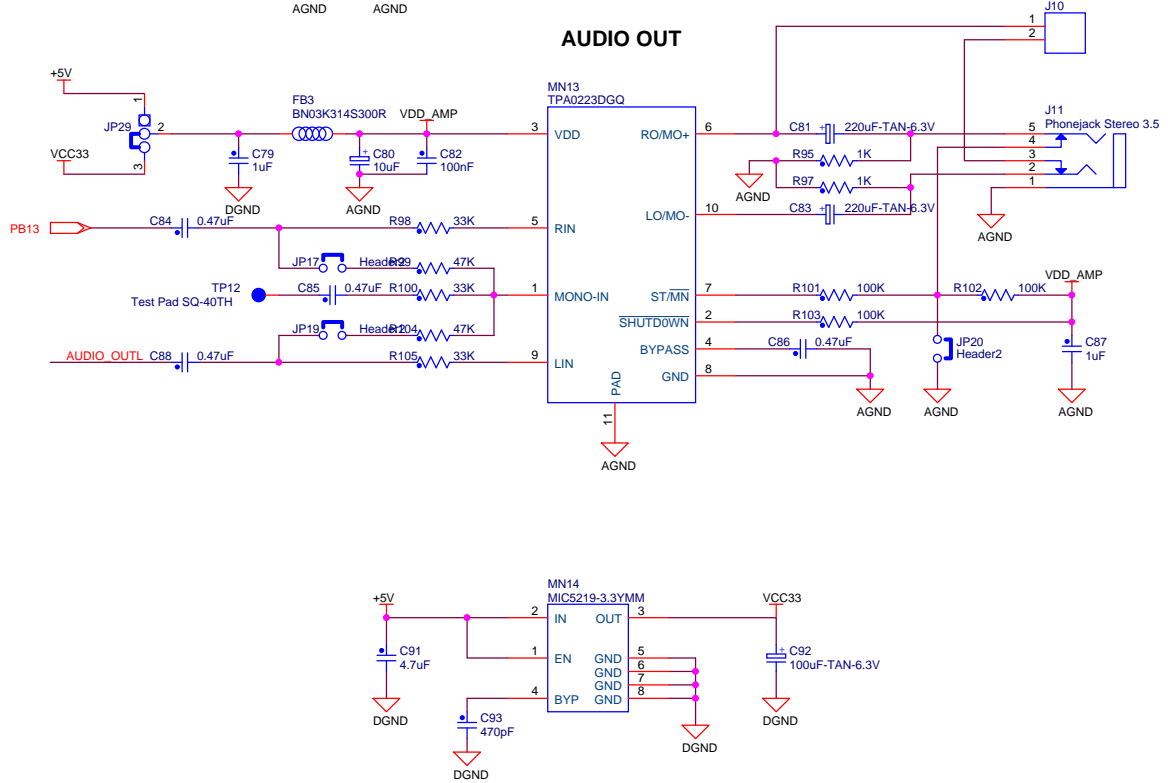 AGND AGND
J10
1
2
AUDIO OUT
+5V
1
JP29
2
VCC33
3
FB3
BN03K314S300R
VDD_AMP
C79
1uF
C80
10uF
C82
100nF
DGND
AGND
MN13
TPA0223DGQ
3 VDD
RO/MO+ 6
C81 220uF-TAN-6.3V
R95 1K
AGND
R97 1K
LO/MO- 10
C83 220uF-TAN-6.3V
J11
Phonejack Stereo 3.5
5
4
3
2
1
AGND
PB13
C84 0.47uF
R98 33K
5 RIN
JP17 Header2
R99 47K
TP12
Test Pad SQ-40TH
C85 0.47uF
R100 33K
1 MONO-IN
JP19 Header2
R104 47K
AUDIO_OUTL
C88 0.47uF
R105 33K
9 LIN
ST/MN 7
R101 100K
R102 100K
VDD_AMP
SHUTD0WN 2
R103 100K
BYPASS 4
C86 0.47uF
GND 8
JP20
Header2
C87
1uF
AGND
AGND
AGND
PAD
11
AGND
MN14
MIC5219-3.3YMM
+5V
2 IN
OUT 3
VCC33
C91
4.7uF
1 EN
GND 5
GND 6
GND 7
4 BYP
GND 8
C92
100uF-TAN-6.3V
DGND
C93
470pF
DGND
DGND
DGND